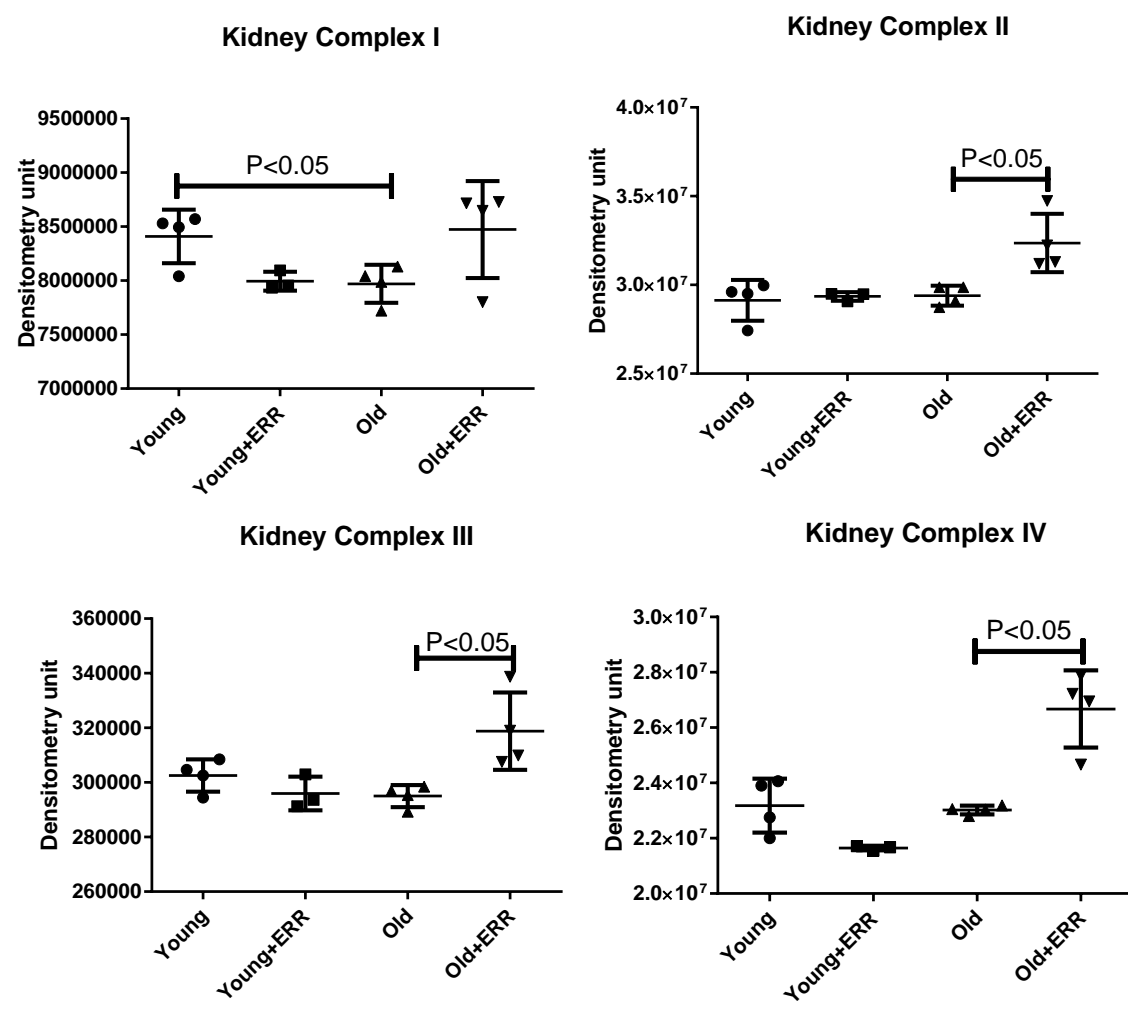 Kidney Complex I
Densitometry unit
9500000
9000000
8500000
8000000
7500000
7000000
P<0.05
Young
Young+ERR
Old
Old+ERR
Kidney Complex II
Densitometry unit
4.0×10⁷
3.5×10⁷
3.0×10⁷
2.5×10⁷
P<0.05
Young
Young+ERR
Old
Old+ERR
Kidney Complex III
Densitometry unit
360000
340000
320000
300000
280000
260000
P<0.05
Young
Young+ERR
Old
Old+ERR
Kidney Complex IV
Densitometry unit
3.0×10⁷
2.8×10⁷
2.6×10⁷
2.4×10⁷
2.2×10⁷
2.0×10⁷
P<0.05
Young
Young+ERR
Old
Old+ERR